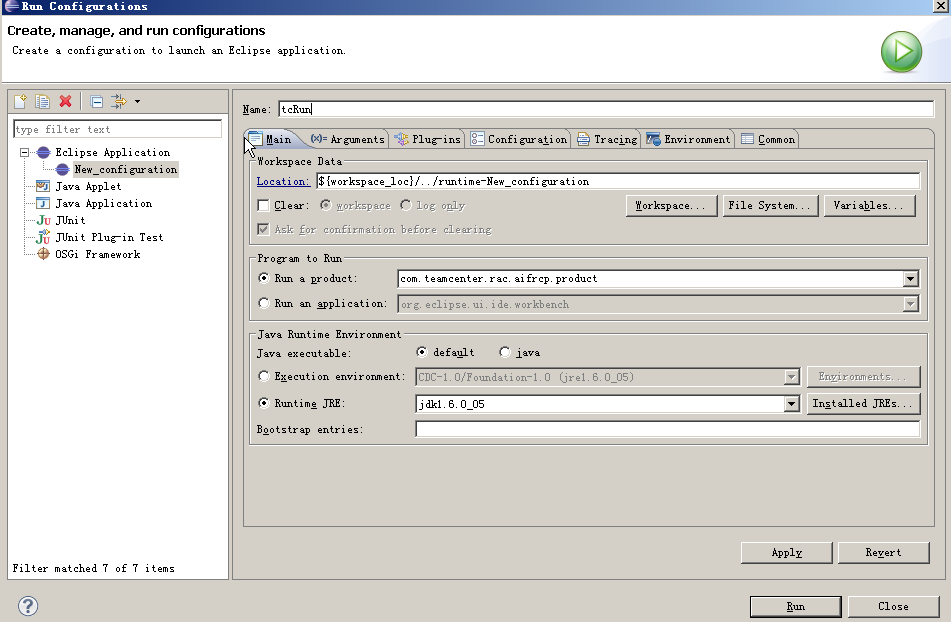 Run Configurations
Create, manage, and run configurations
Create a configuration to launch an Eclipse application.
type filter text
Eclipse Application
New_configuration
Java Applet
Java Application
JUnit
JUnit Plug-in Test
OSGi Framework
Filter matched 7 of 7 items
Name: tcRun
Main (x)= Arguments Plug-ins Configuration Tracing Environment Common
Workspace Data
Location: ${workspace_loc}/../runtime-New_configuration
Clear: workspace log only Workspace... File System... Variables...
Ask for confirmation before clearing
Program to Run
Run a product: com.teamcenter.rac.aifrcp.product
Run an application: org.eclipse.ui.ide.workbench
Java Runtime Environment
Java executable: default java
Execution environment: CDC-1.0/Foundation-1.0 (jre1.6.0_05) Environments...
Runtime JRE: jdk1.6.0_05 Installed JREs...
Bootstrap entries:
Apply Revert
? Run Close